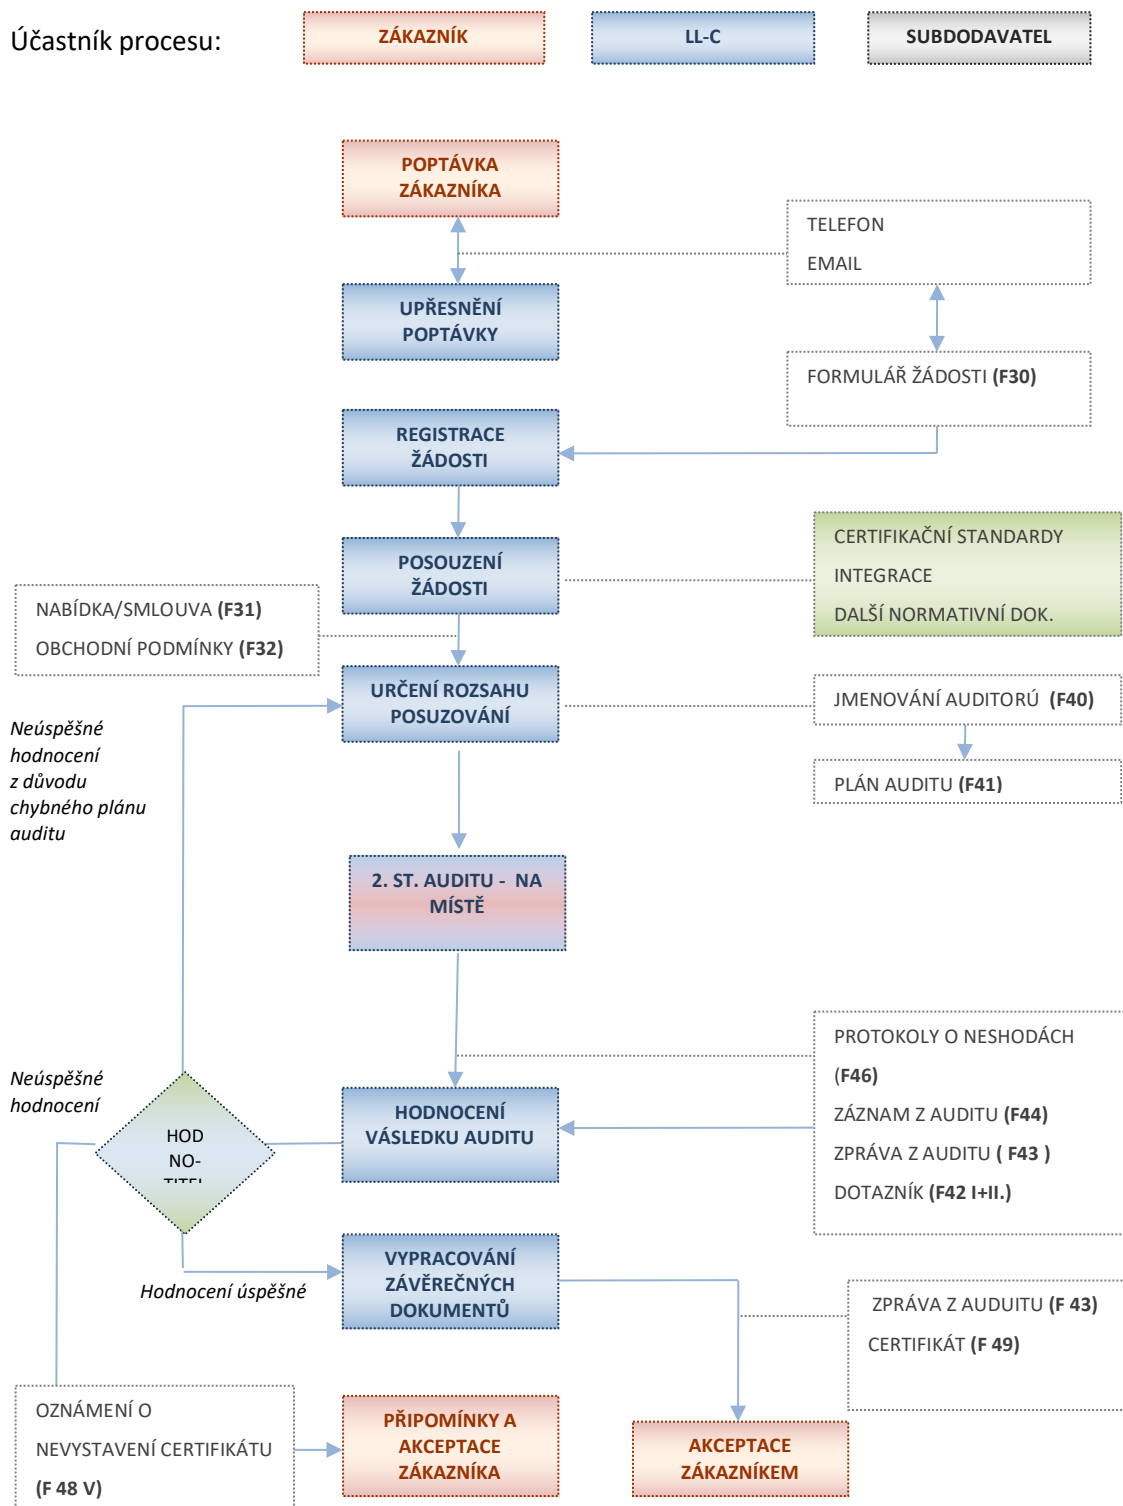 Účastník procesu:
ZÁKAZNÍK
LL-C
SUBDODAVATEL
POPTÁVKA
ZÁKAZNÍKA
TELEFON
EMAIL
UPŘESNĚNÍ
POPTÁVKY
FORMULÁŘ ŽÁDOSTI (F30)
REGISTRACE
ŽÁDOSTI
POSOUZENÍ
ŽÁDOSTI
CERTIFIKAČNÍ STANDARDY
INTEGRACE
DALŠÍ NORMATIVNÍ DOK.
NABÍDKA/SMLOUVA (F31)
OBCHODNÍ PODMÍNKY (F32)
URČENÍ ROZSAHU
POSUZOVÁNÍ
JMENOVÁNÍ AUDITORÚ (F40)
PLÁN AUDITU (F41)
Neúspěšné
hodnocení
z důvodu
chybného plánu
auditu
2. ST. AUDITU - NA
MÍSTĚ
PROTOKOLY O NESHODÁCH
(F46)
ZÁZNAM Z AUDITU (F44)
ZPRÁVA Z AUDITU ( F43 )
DOTAZNÍK (F42 I+II.)
Neúspěšné
hodnocení
HODNOCENÍ
VÁSLEDKU AUDITU
HOD
NO-
TITEL
VYPRACOVÁNÍ
ZÁVĚREČNÝCH
DOKUMENTŮ
Hodnocení úspěšné
ZPRÁVA Z AUDUITU (F 43)
CERTIFIKÁT (F 49)
OZNÁMENÍ O
NEVYSTAVENÍ CERTIFIKÁTU
(F 48 V)
PŘIPOMÍNKY A
AKCEPTACE
ZÁKAZNÍKA
AKCEPTACE
ZÁKAZNÍKEM